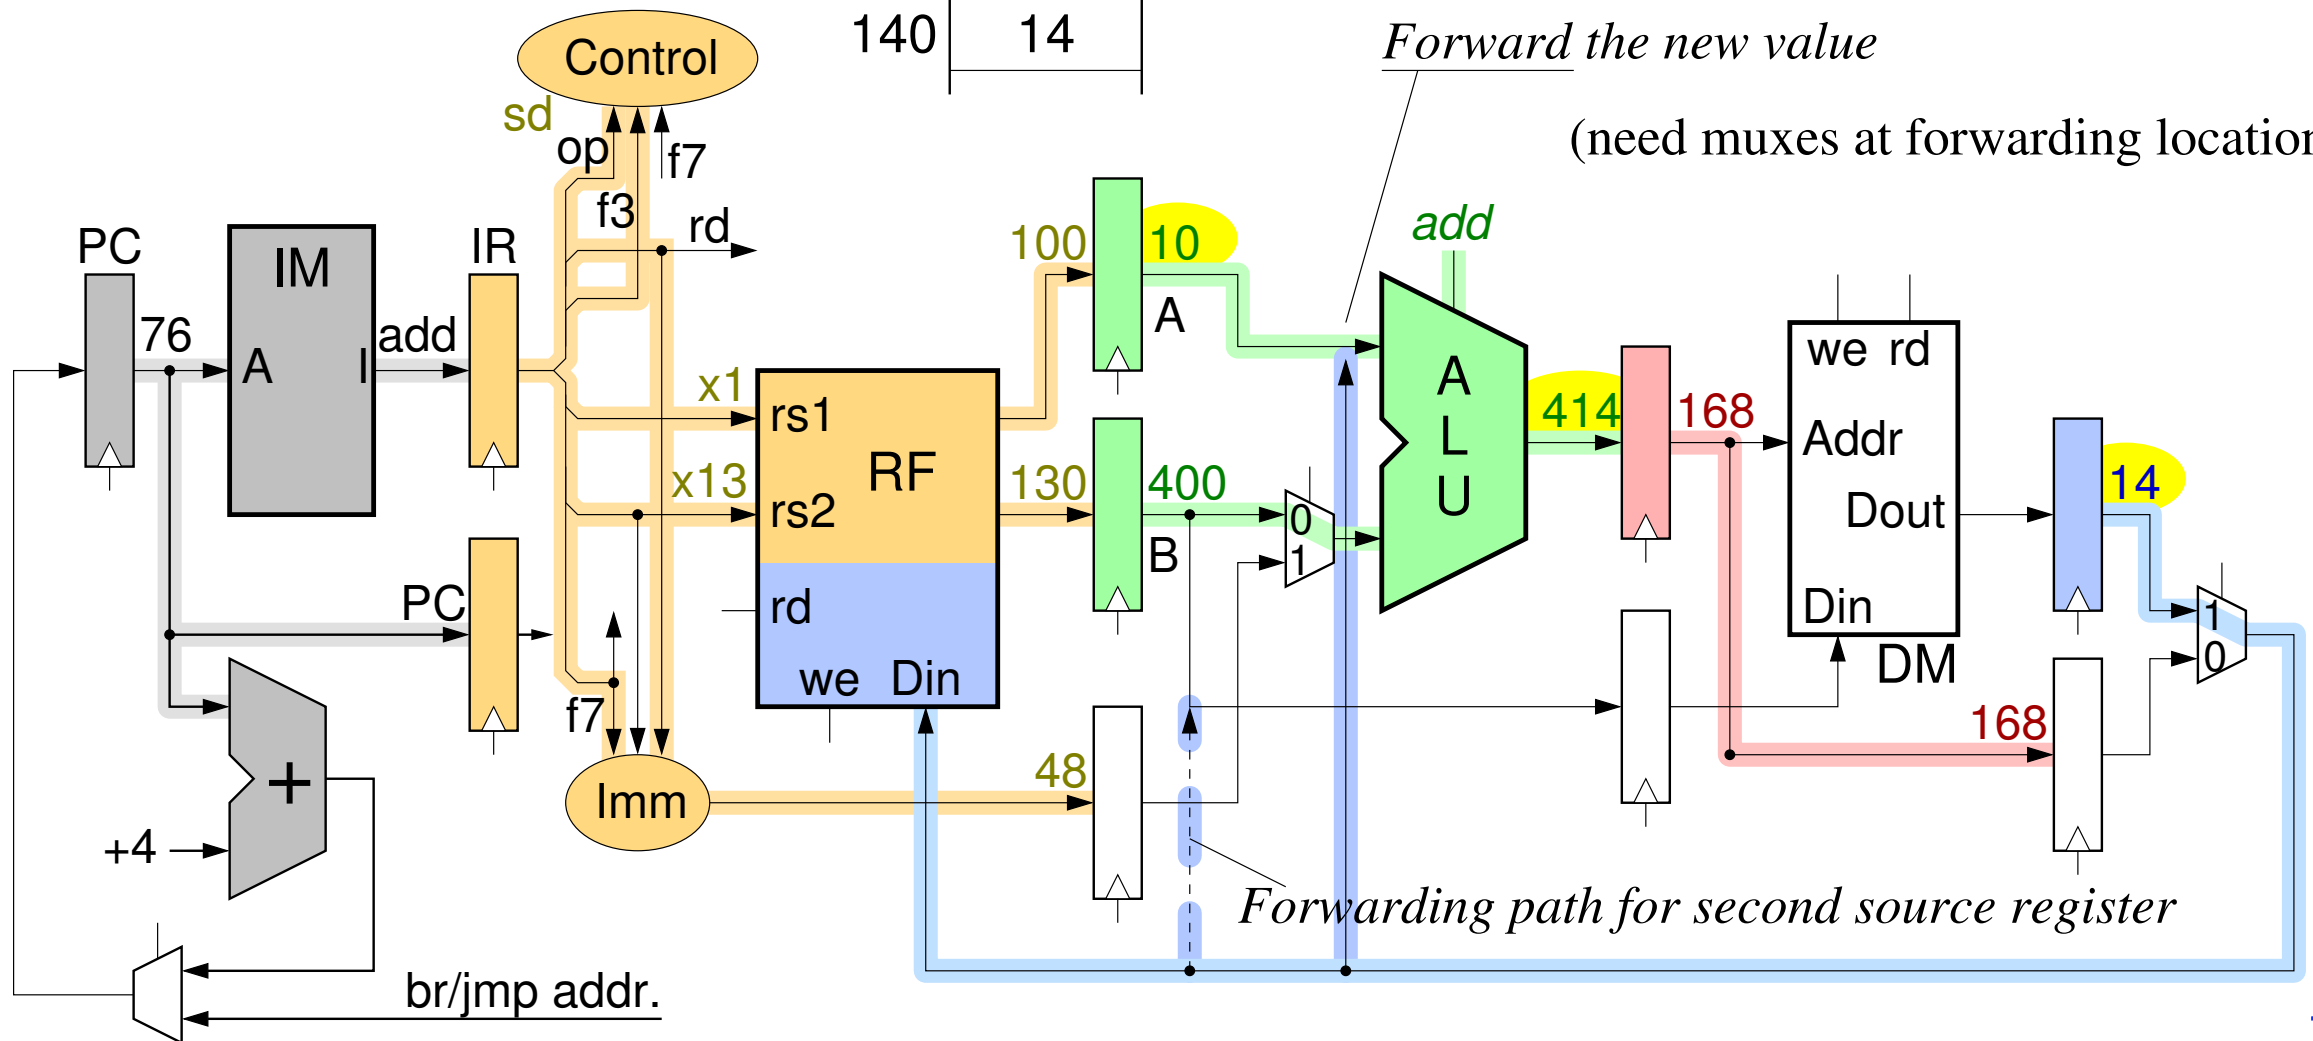 140 14
Forward the new value
Control
sd
(need muxes at forwarding location
op
f7
f3
rd
PC
IM
IR
100
10
add
A
76
A
I
add
we rd
x1
rs1
A
L
U
414
168
Addr
x13
rs2
RF
130
400
0
1
B
14
Dout
PC
rd
Din
1
0
DM
we Din
f7
168
48
Imm
+
+4
Forwarding path for second source register
br/jmp addr.